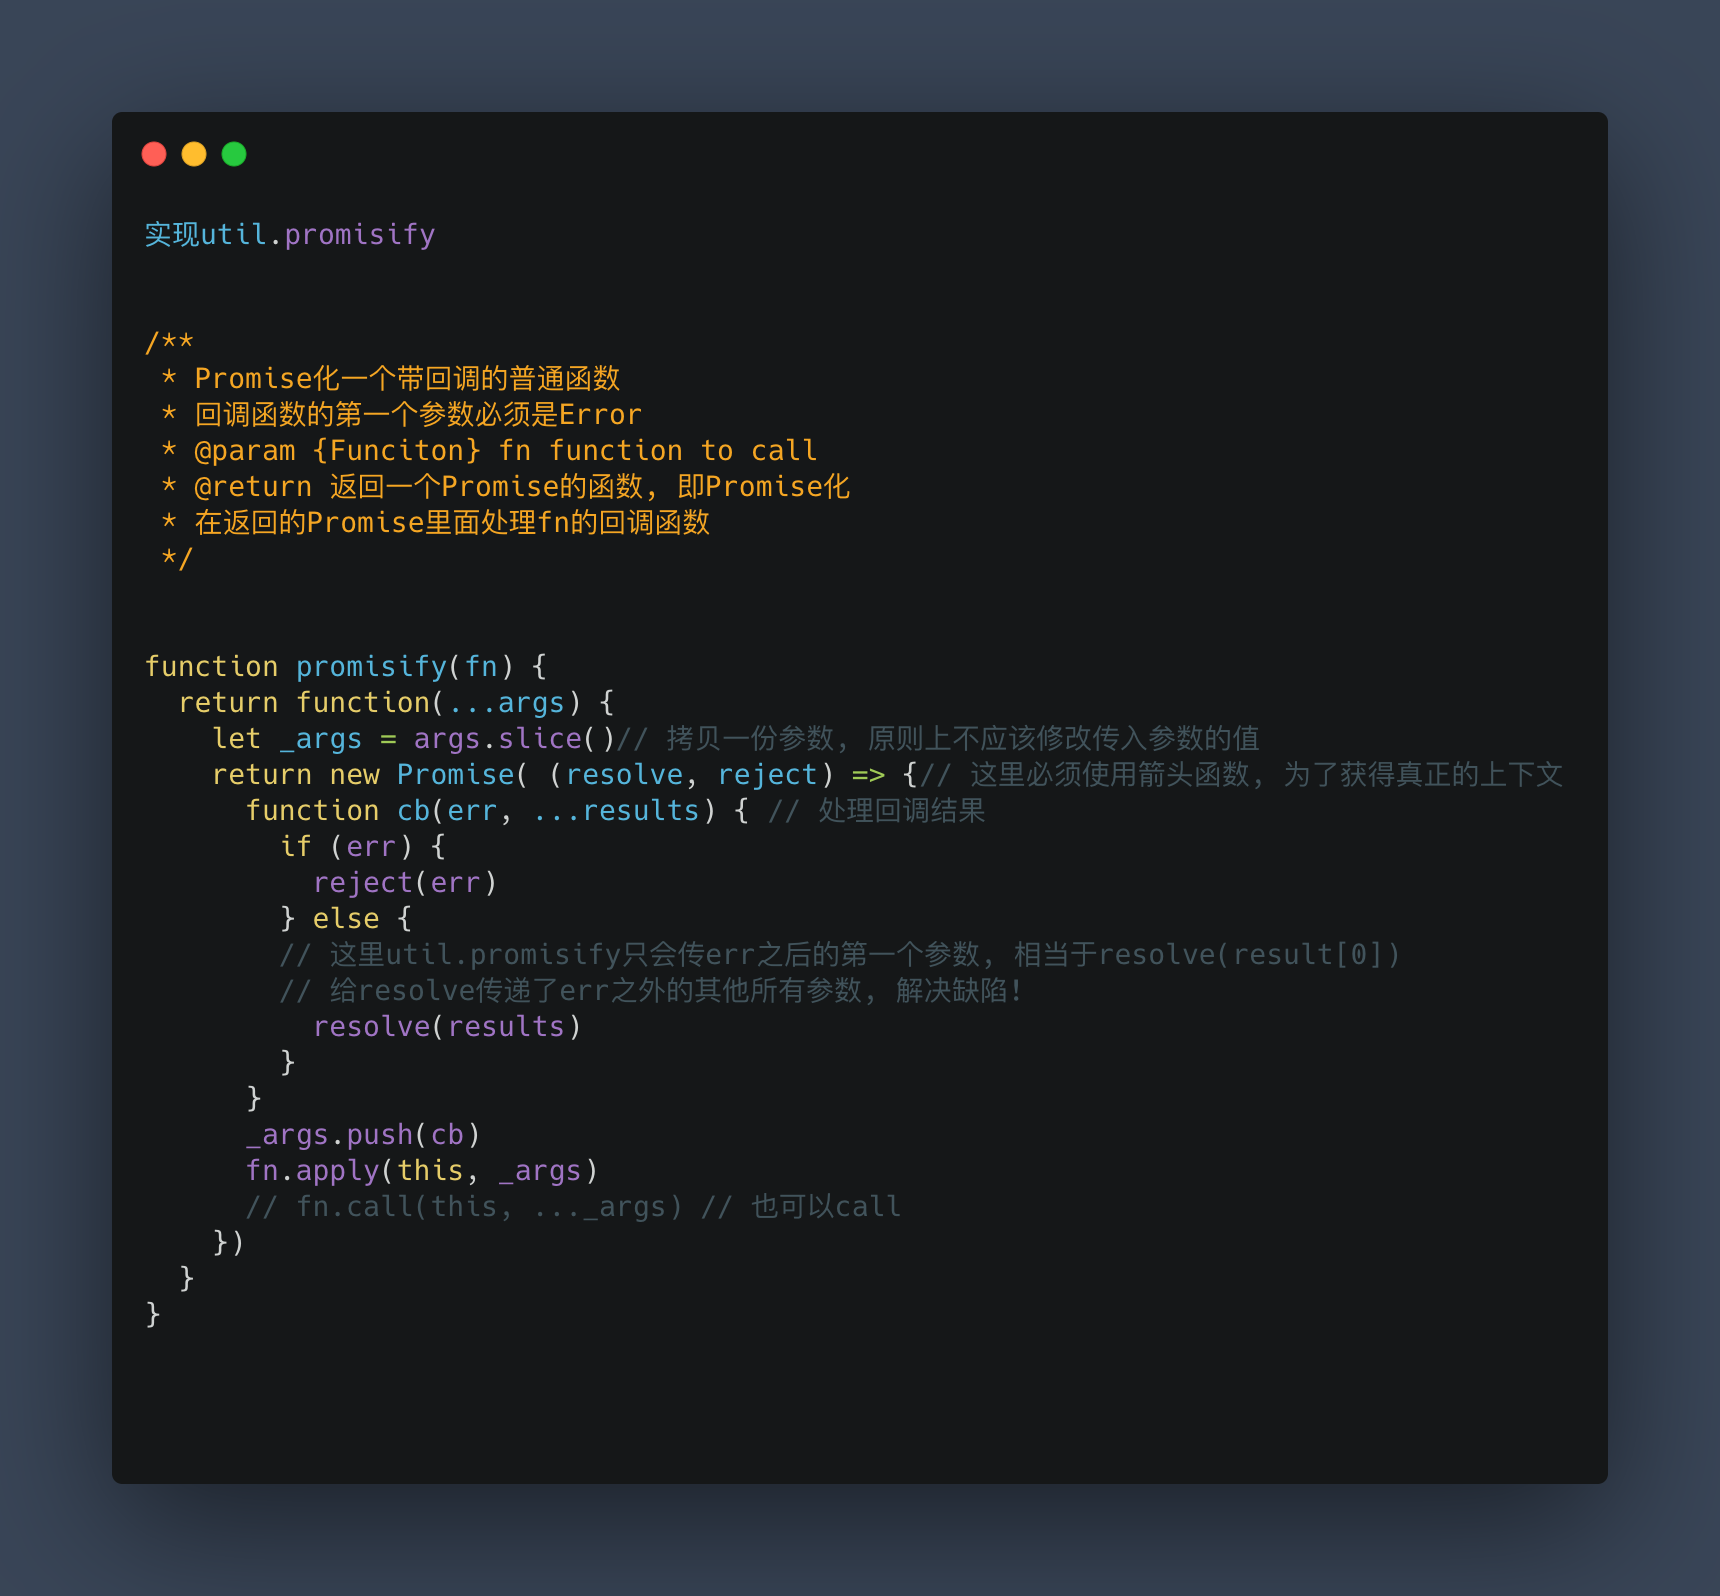 实现util.promisify
/**
 * Promise化一个带回调的普通函数
 * 回调函数的第一个参数必须是Error
 * @param {Funciton} fn function to call
 * @return 返回一个Promise的函数, 即Promise化
 * 在返回的Promise里面处理fn的回调函数
 */
function promisify(fn) {
  return function(...args) {
    let _args = args.slice()// 拷贝一份参数, 原则上不应该修改传入参数的值
    return new Promise( (resolve, reject) => {// 这里必须使用箭头函数, 为了获得真正的上下文
      function cb(err, ...results) { // 处理回调结果
        if (err) {
          reject(err)
        } else {
        // 这里util.promisify只会传err之后的第一个参数, 相当于resolve(result[0])
        // 给resolve传递了err之外的其他所有参数, 解决缺陷!
          resolve(results)
        }
      }
      _args.push(cb)
      fn.apply(this, _args)
      // fn.call(this, ..._args) // 也可以call
    })
  }
}